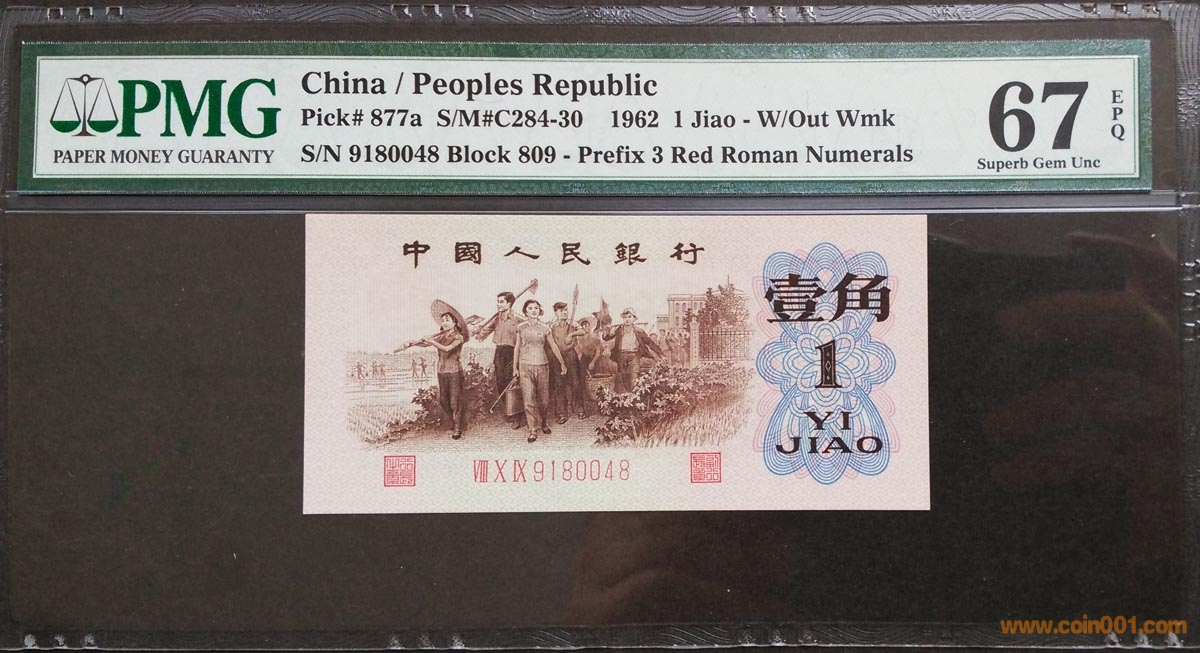 PMG
PAPER MONEY GUARANTY
China / Peoples Republic
Pick# 877a S/M#C284-30 1962 1 Jiao - W/Out Wmk
S/N 9180048 Block 809 - Prefix 3 Red Roman Numerals
67
EPQ
Superb Gem Unc
中國人民銀行
壹角
1
YI
JIAO
VIII X IX 9180048
www.coin001.com